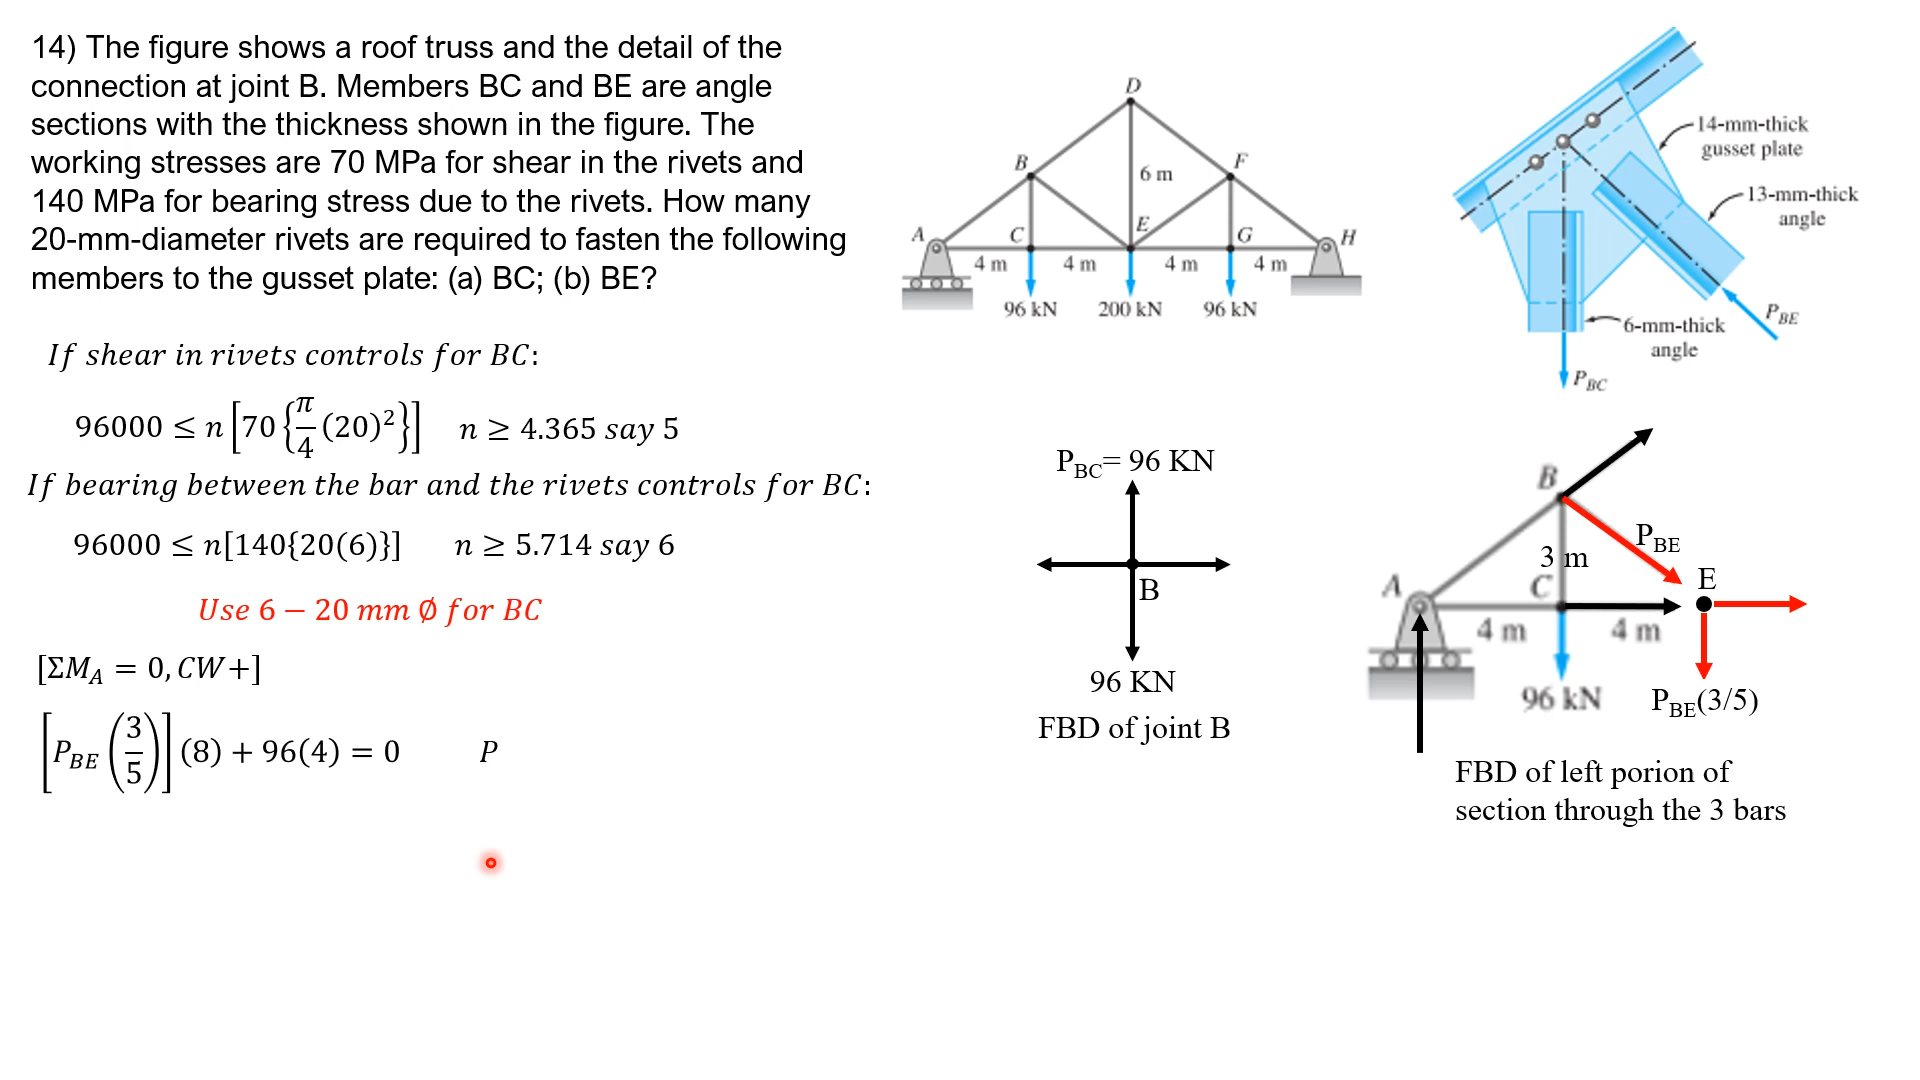 14) The figure shows a roof truss and the detail of the
connection at joint B. Members BC and BE are angle
sections with the thickness shown in the figure. The
working stresses are 70 MPa for shear in the rivets and
140 MPa for bearing stress due to the rivets. How many
20-mm-diameter rivets are required to fasten the following
members to the gusset plate: (a) BC; (b) BE?
If shear in rivets controls for BC:
96000 ≤ n[70{π/4(20)²}] n ≥ 4.365 say 5
If bearing between the bar and the rivets controls for BC:
96000 ≤ n[140{20(6)}] n ≥ 5.714 say 6
Use 6 − 20 mm Ø for BC
[ΣM_A = 0, CW+]
[P_BE(3/5)](8) + 96(4) = 0 P
D
B
F
6 m
A
C
E
G
H
4 m
4 m
4 m
4 m
96 kN
200 kN
96 kN
14-mm-thick
gusset plate
13-mm-thick
angle
P_BE
6-mm-thick
angle
P_BC
P_BC= 96 KN
B
96 KN
FBD of joint B
B
P_BE
3 m
E
A
C
4 m
4 m
96 kN
P_BE(3/5)
FBD of left porion of
section through the 3 bars